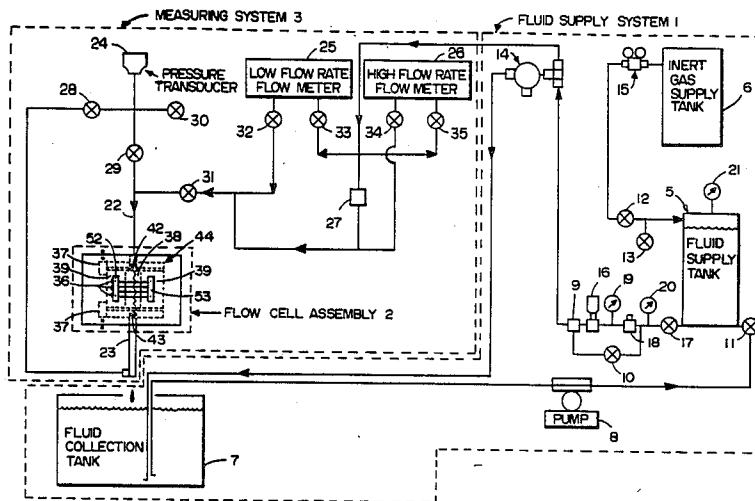 MEASURING SYSTEM 3
FLUID SUPPLY SYSTEM 1
24
PRESSURE
TRANSDUCER
25
LOW FLOW RATE
FLOW METER
26
HIGH FLOW RATE
FLOW METER
14
15
INERT
GAS
SUPPLY
TANK
6
28
30
32
33
34
35
29
31
27
22
21
5
12
13
FLUID
SUPPLY
TANK
37
52
42
38
44
39
39
36
53
37
43
23
FLOW CELL ASSEMBLY 2
9
16
19
20
18
17
11
10
FLUID
COLLECTION
TANK
7
PUMP
8